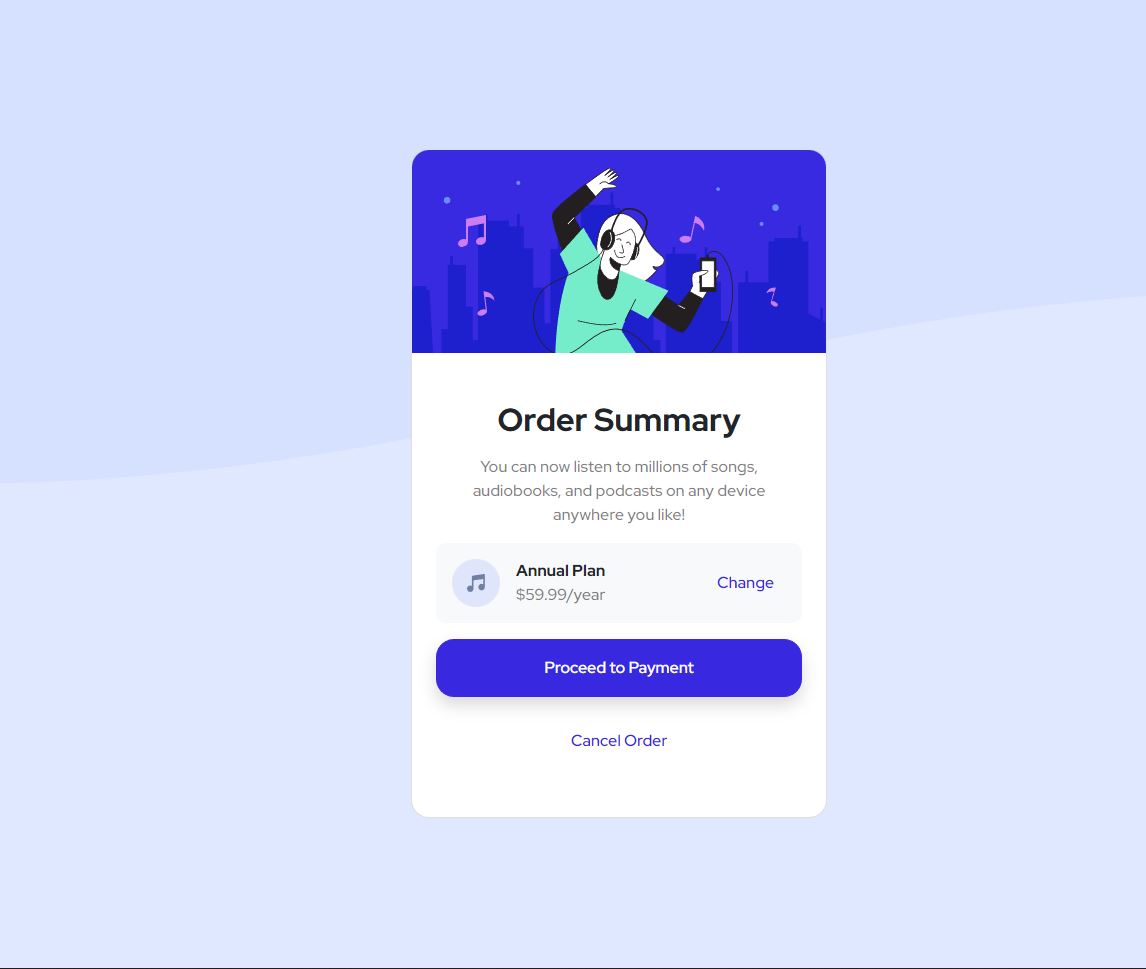 Order Summary
You can now listen to millions of songs,
audiobooks, and podcasts on any device
anywhere you like!
Annual Plan
$59.99/year
Change
Proceed to Payment
Cancel Order